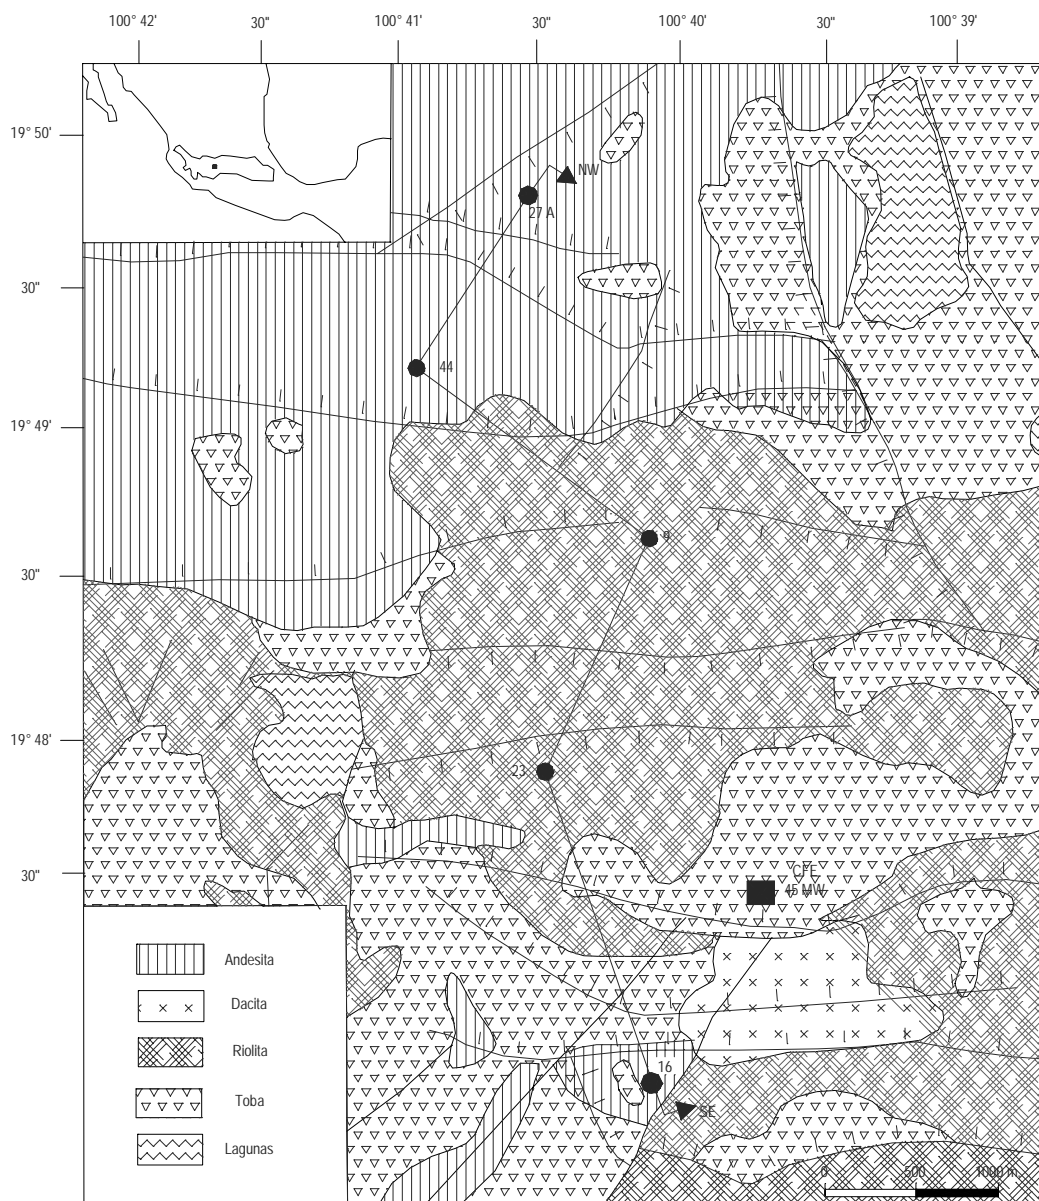 100° 42'
30"
100° 41'
30"
100° 40'
30"
100° 39'
19° 50'
NW
27 A
30"
44
19° 49'
9
30"
19° 48'
23
30"
CFE
45 MW
Andesita
Dacita
Riolita
Toba
Lagunas
16
SE
0 500 1000 m